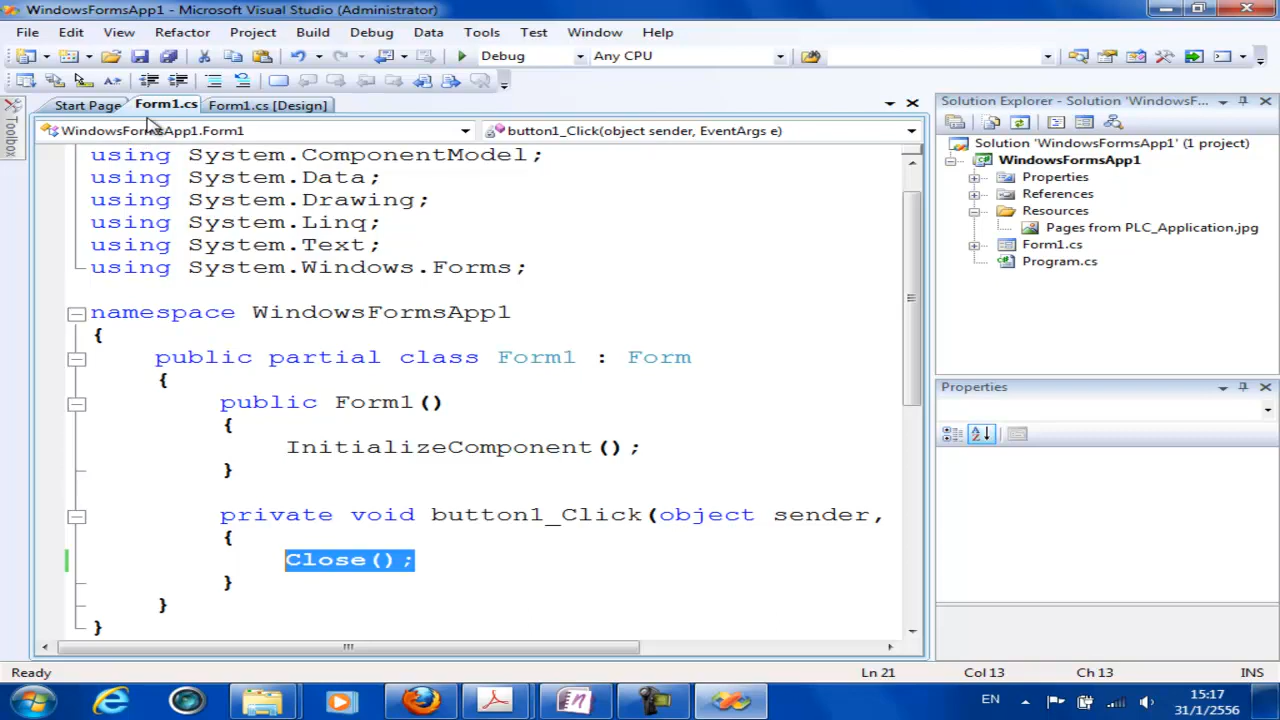 WindowsFormsApp1 - Microsoft Visual Studio (Administrator)
File Edit View Refactor Project Build Debug Data Tools Test Window Help
Debug Any CPU
Start Page Form1.cs Form1.cs [Design]
Toolbox
WindowsFormsApp1.Form1 button1_Click(object sender, EventArgs e)
using System.ComponentModel;
using System.Data;
using System.Drawing;
using System.Linq;
using System.Text;
using System.Windows.Forms;
namespace WindowsFormsApp1
{
public partial class Form1 : Form
{
public Form1()
{
InitializeComponent();
}
private void button1_Click(object sender,
{
Close();
}
}
}
Solution Explorer - Solution 'WindowsF...
Solution 'WindowsFormsApp1' (1 project)
WindowsFormsApp1
Properties
References
Resources
Pages from PLC_Application.jpg
Form1.cs
Program.cs
Properties
Ready Ln 21 Col 13 Ch 13 INS
EN 15:17
31/1/2556